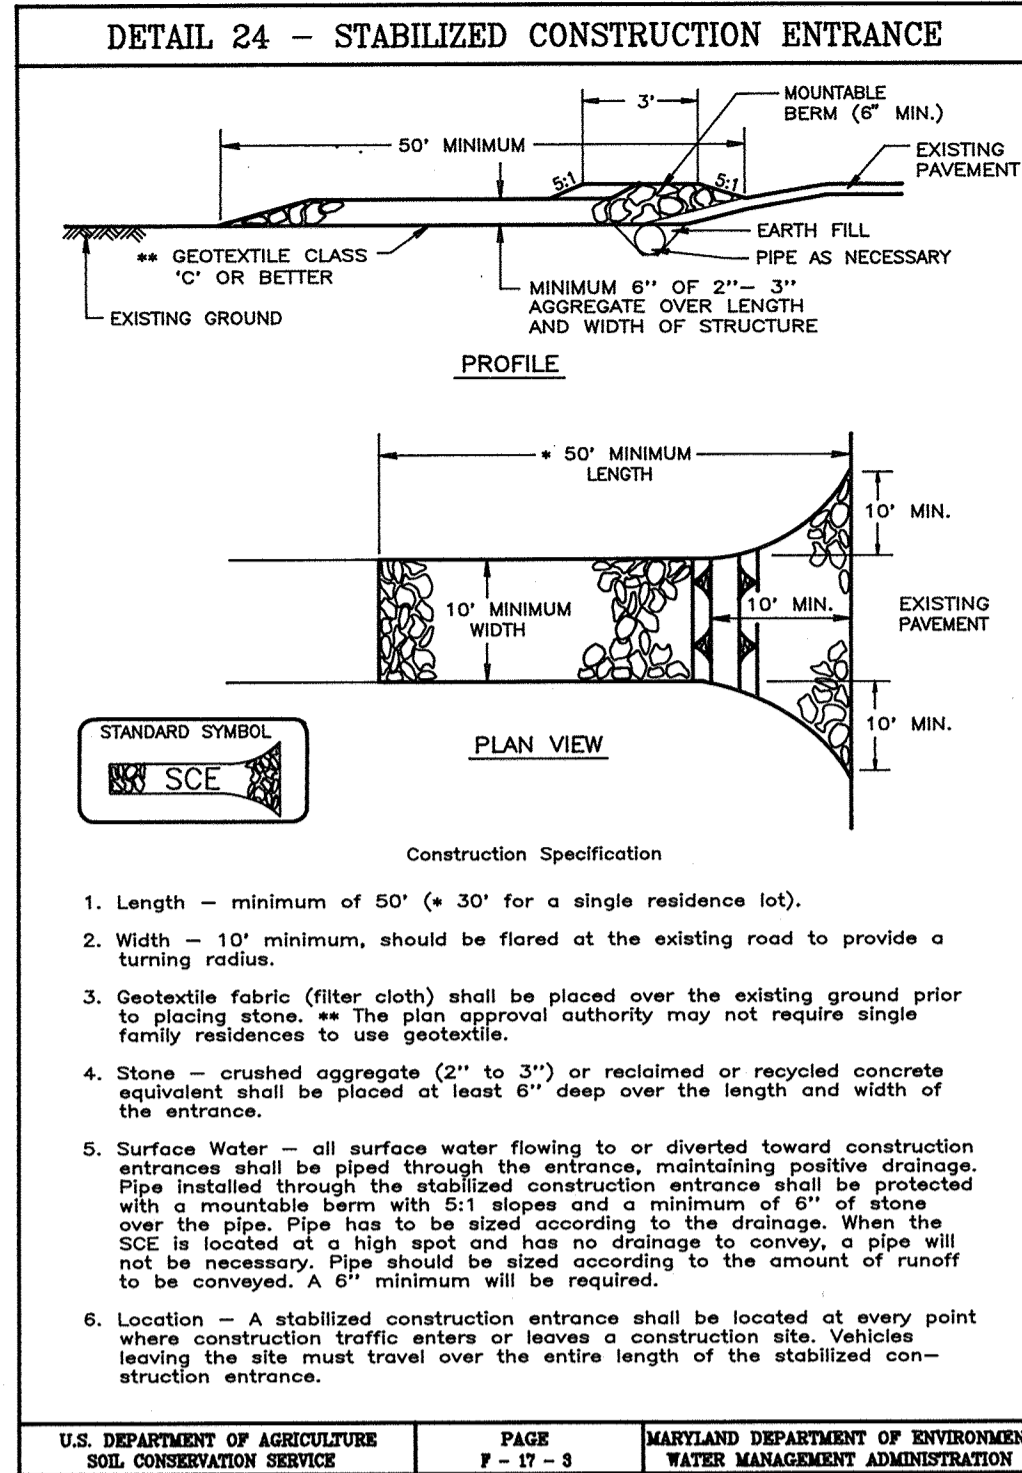 DETAIL 24 – STABILIZED CONSTRUCTION ENTRANCE
3'
MOUNTABLE
BERM (6" MIN.)
50' MINIMUM
EXISTING
PAVEMENT
5:1
5:1
** GEOTEXTILE CLASS
'C' OR BETTER
EARTH FILL
PIPE AS NECESSARY
MINIMUM 6'' OF 2''– 3''
AGGREGATE OVER LENGTH
AND WIDTH OF STRUCTURE
EXISTING GROUND
PROFILE
* 50' MINIMUM
LENGTH
10' MIN.
10' MINIMUM
WIDTH
10' MIN.
EXISTING
PAVEMENT
10' MIN.
STANDARD SYMBOL
SCE
PLAN VIEW
Construction Specification
1. Length – minimum of 50' (* 30' for a single residence lot).
2. Width – 10' minimum, should be flared at the existing road to provide a
turning radius.
3. Geotextile fabric (filter cloth) shall be placed over the existing ground prior
to placing stone. ** The plan approval authority may not require single
family residences to use geotextile.
4. Stone – crushed aggregate (2'' to 3'') or reclaimed or recycled concrete
equivalent shall be placed at least 6'' deep over the length and width of
the entrance.
5. Surface Water – all surface water flowing to or diverted toward construction
entrances shall be piped through the entrance, maintaining positive drainage.
Pipe installed through the stabilized construction entrance shall be protected
with a mountable berm with 5:1 slopes and a minimum of 6'' of stone
over the pipe. Pipe has to be sized according to the drainage. When the
SCE is located at a high spot and has no drainage to convey, a pipe will
not be necessary. Pipe should be sized according to the amount of runoff
to be conveyed. A 6'' minimum will be required.
6. Location – A stabilized construction entrance shall be located at every point
where construction traffic enters or leaves a construction site. Vehicles
leaving the site must travel over the entire length of the stabilized con–
struction entrance.
U.S. DEPARTMENT OF AGRICULTURE
SOIL CONSERVATION SERVICE
PAGE
F – 17 – 3
MARYLAND DEPARTMENT OF ENVIRONMEN
WATER MANAGEMENT ADMINISTRATION